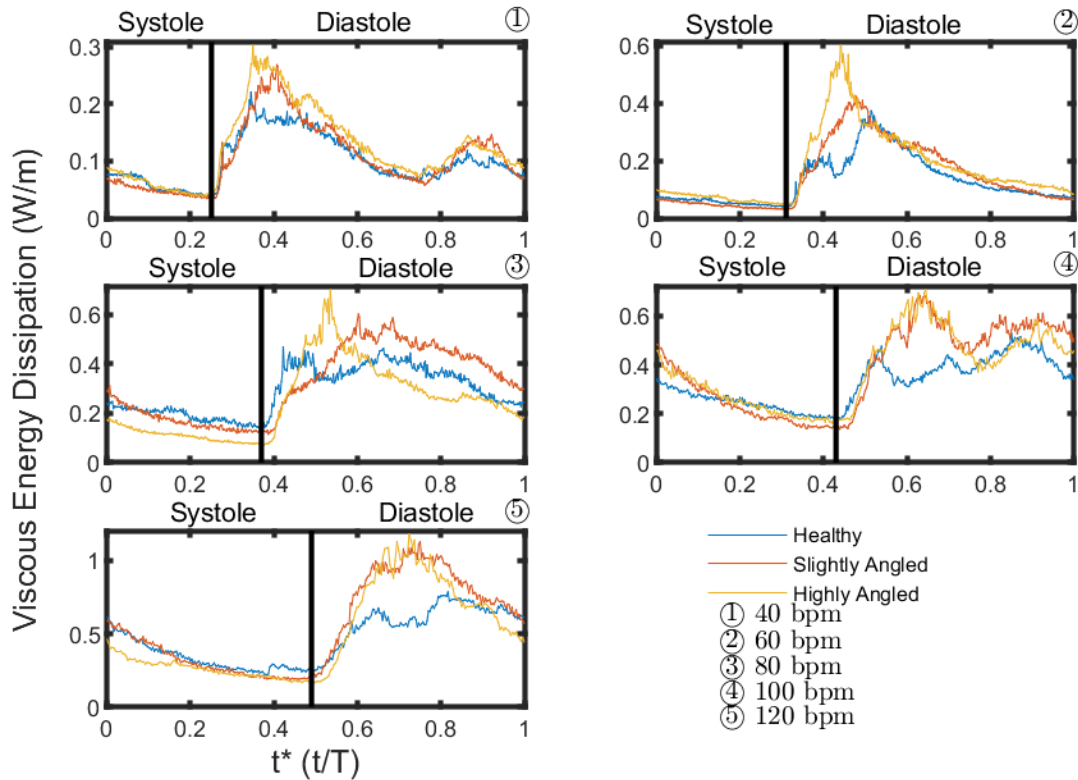 Systole Diastole ①
0.3
0.2
0.1
0
0 0.2 0.4 0.6 0.8 1
Systole Diastole ②
0.6
0.4
0.2
0
0 0.2 0.4 0.6 0.8 1
Systole Diastole ③
0.6
0.4
0.2
0
0 0.2 0.4 0.6 0.8 1
Systole Diastole ④
0.6
0.4
0.2
0
0 0.2 0.4 0.6 0.8 1
Systole Diastole ⑤
1
0.5
0
0 0.2 0.4 0.6 0.8 1
Viscous Energy Dissipation (W/m)
t* (t/T)
Healthy
Slightly Angled
Highly Angled
① 40 bpm
② 60 bpm
③ 80 bpm
④ 100 bpm
⑤ 120 bpm